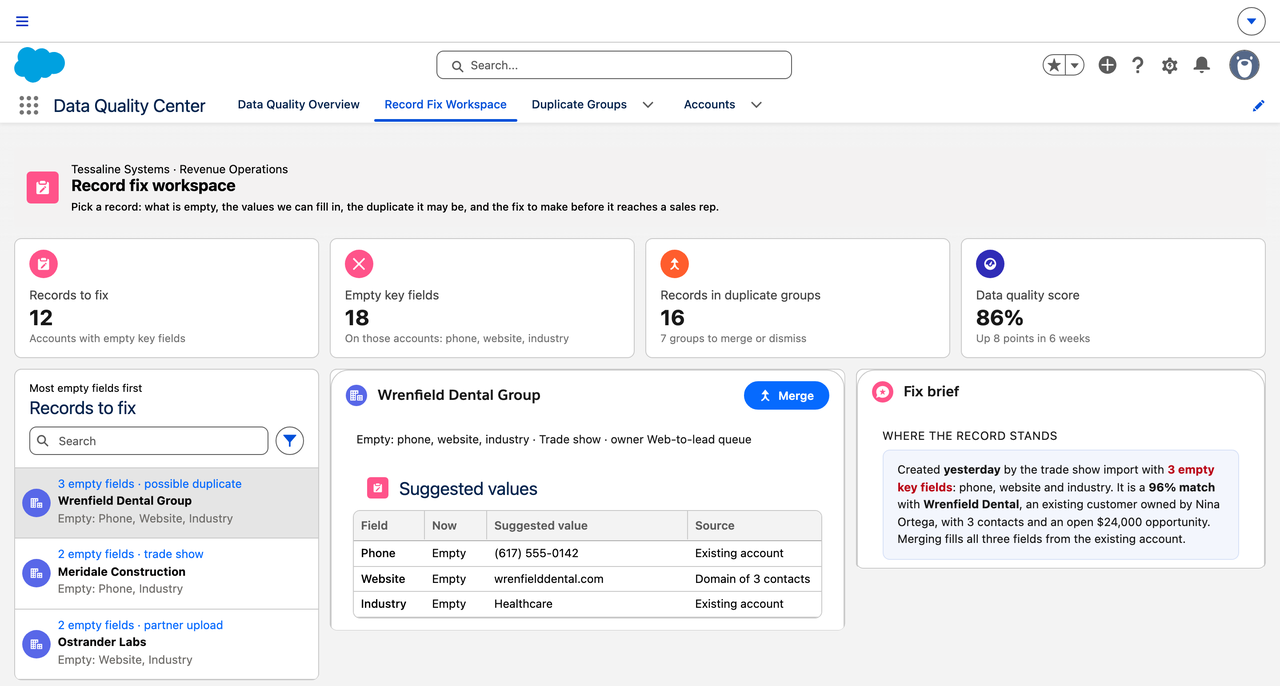 Search...
Data Quality Center
Data Quality Overview
Record Fix Workspace
Duplicate Groups
Accounts
Tessaline Systems · Revenue Operations
Record fix workspace
Pick a record: what is empty, the values we can fill in, the duplicate it may be, and the fix to make before it reaches a sales rep.
Records to fix
12
Accounts with empty key fields
Empty key fields
18
On those accounts: phone, website, industry
Records in duplicate groups
16
7 groups to merge or dismiss
Data quality score
86%
Up 8 points in 6 weeks
Most empty fields first
Records to fix
Search
3 empty fields · possible duplicate
Wrenfield Dental Group
Empty: Phone, Website, Industry
2 empty fields · trade show
Meridale Construction
Empty: Phone, Industry
2 empty fields · partner upload
Ostrander Labs
Empty: Website, Industry
Wrenfield Dental Group
Merge
Empty: phone, website, industry · Trade show · owner Web-to-lead queue
Suggested values
Field Now Suggested value Source
Phone Empty (617) 555-0142 Existing account
Website Empty wrenfielddental.com Domain of 3 contacts
Industry Empty Healthcare Existing account
Fix brief
WHERE THE RECORD STANDS
Created yesterday by the trade show import with 3 empty
key fields: phone, website and industry. It is a 96% match
with Wrenfield Dental, an existing customer owned by Nina
Ortega, with 3 contacts and an open $24,000 opportunity.
Merging fills all three fields from the existing account.